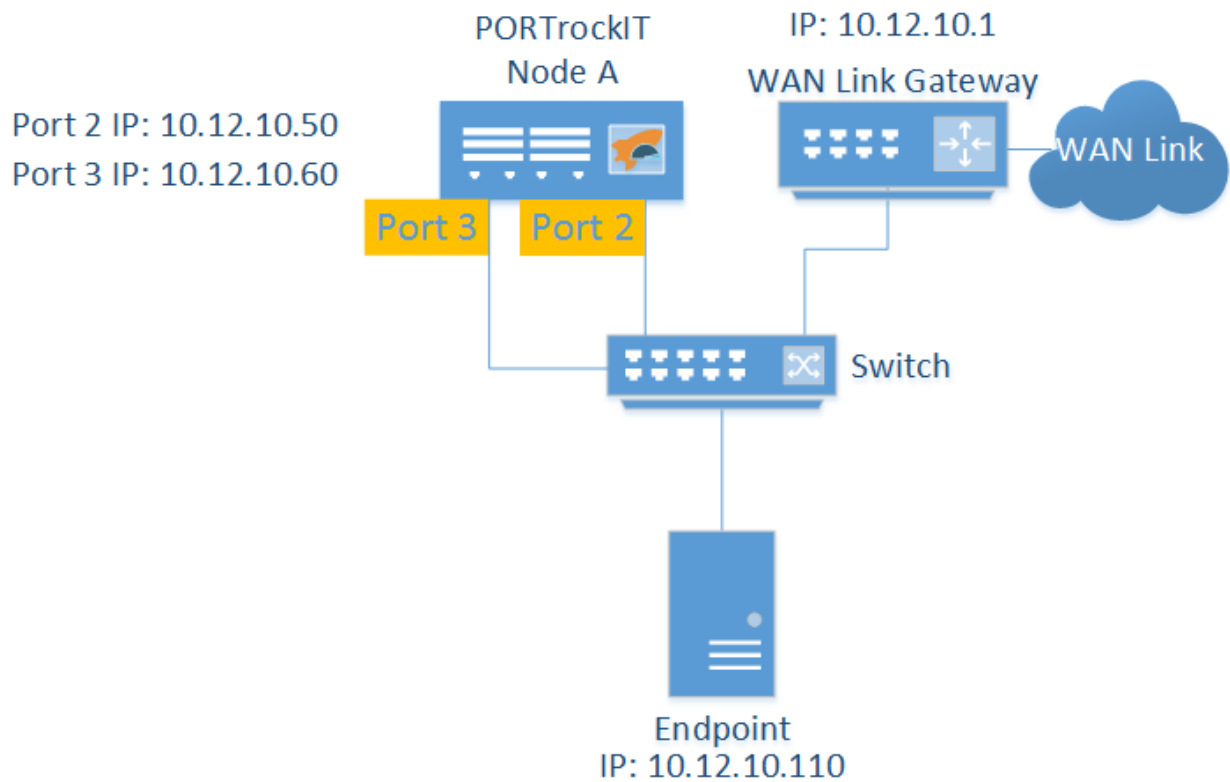 PORTrockIT
Node A
IP: 10.12.10.1
WAN Link Gateway
Port 2 IP: 10.12.10.50
Port 3 IP: 10.12.10.60
WAN Link
Port 3
Port 2
Switch
Endpoint
IP: 10.12.10.110